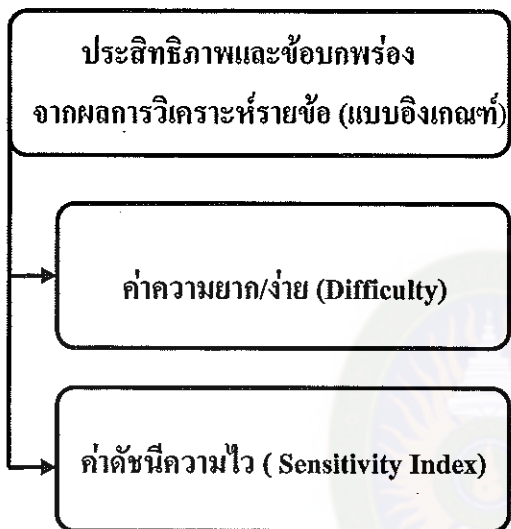 ประสิทธิภาพและข้อบกพร่อง
จากผลการวิเคราะห์รายข้อ (แบบอิงเกณฑ์)
ค่าความยาก/ง่าย (Difficulty)
ค่าดัชนีความไว ( Sensitivity Index)